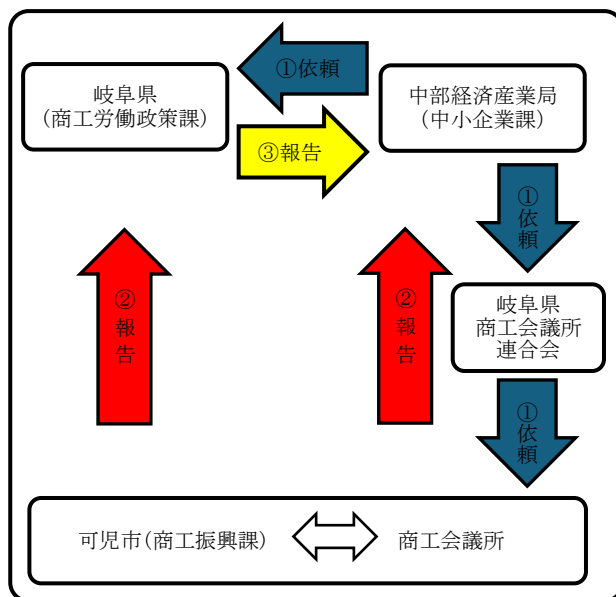 ①依頼
岐阜県
(商工労働政策課)
中部経済産業局
(中小企業課)
③報告
①依頼
②報告
②報告
岐阜県
商工会議所
連合会
①依頼
可児市(商工振興課)
商工会議所